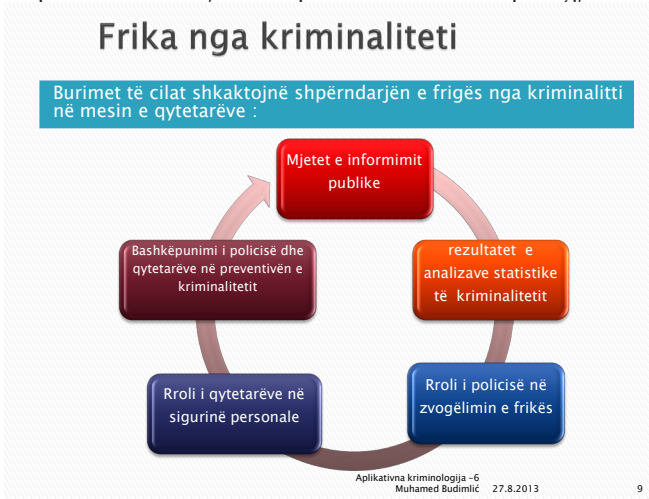 Frika nga kriminaliteti
Burimet të cilat shkaktojnë shpërndarjën e frigës nga kriminalitti
në mesin e qytetarëve :
Mjetet e informimit
publike
rezultatet e
analizave statistike
të kriminalitetit
Rroli i policisë në
zvogëlimin e frikës
Rroli i qytetarëve në
sigurinë personale
Bashkëpunimi i policisë dhe
qytetarëve në preventivën e
kriminalitetit
Aplikativna kriminologija -6
Muhamed Budimlić 27.8.2013 9